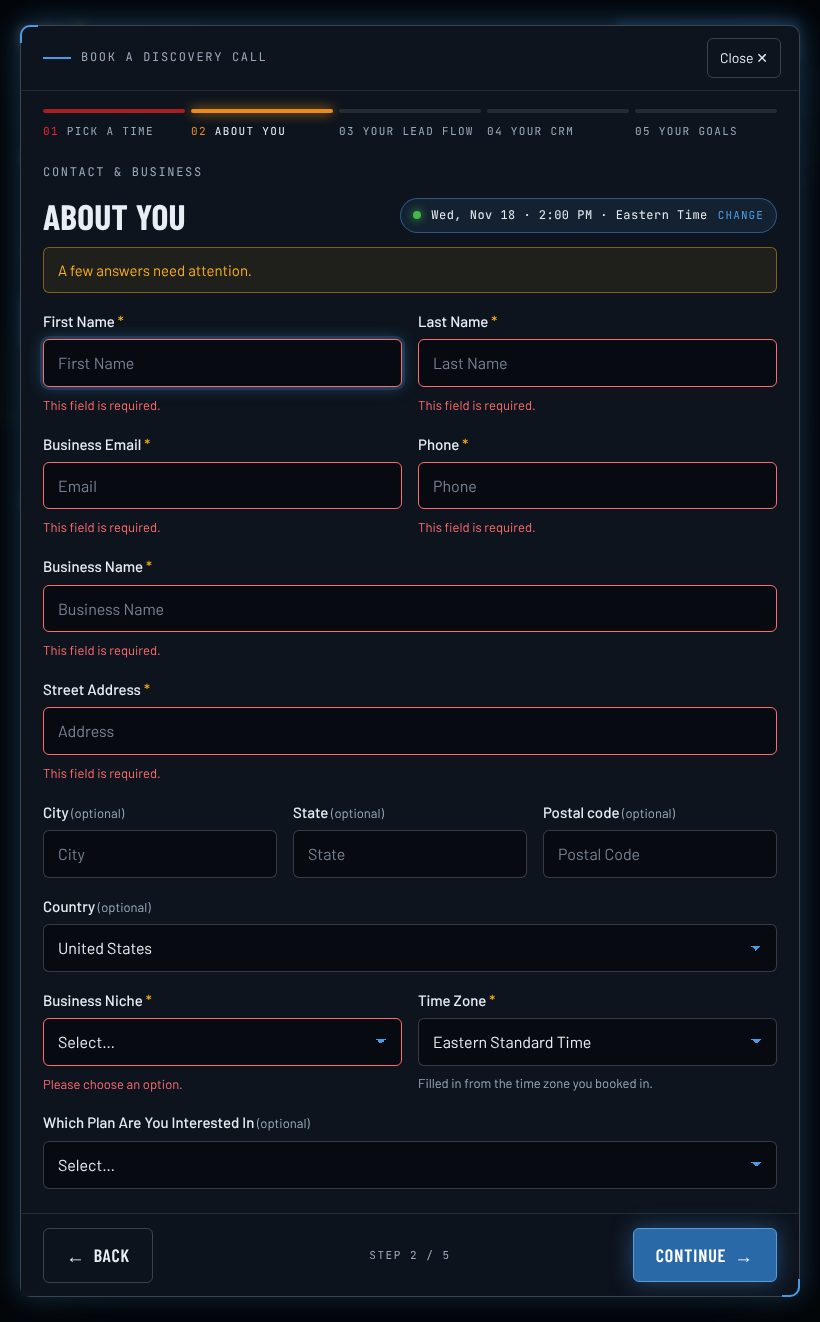 BOOK A DISCOVERY CALL
Close ✕
01 PICK A TIME 02 ABOUT YOU 03 YOUR LEAD FLOW 04 YOUR CRM 05 YOUR GOALS
CONTACT & BUSINESS
ABOUT YOU
Wed, Nov 18 · 2:00 PM · Eastern Time CHANGE
A few answers need attention.
First Name * Last Name *
First Name Last Name
This field is required. This field is required.
Business Email * Phone *
Email Phone
This field is required. This field is required.
Business Name *
Business Name
This field is required.
Street Address *
Address
This field is required.
City (optional) State (optional) Postal code (optional)
City State Postal Code
Country (optional)
United States
Business Niche * Time Zone *
Select... Eastern Standard Time
Please choose an option. Filled in from the time zone you booked in.
Which Plan Are You Interested In (optional)
Select...
← BACK STEP 2 / 5 CONTINUE →